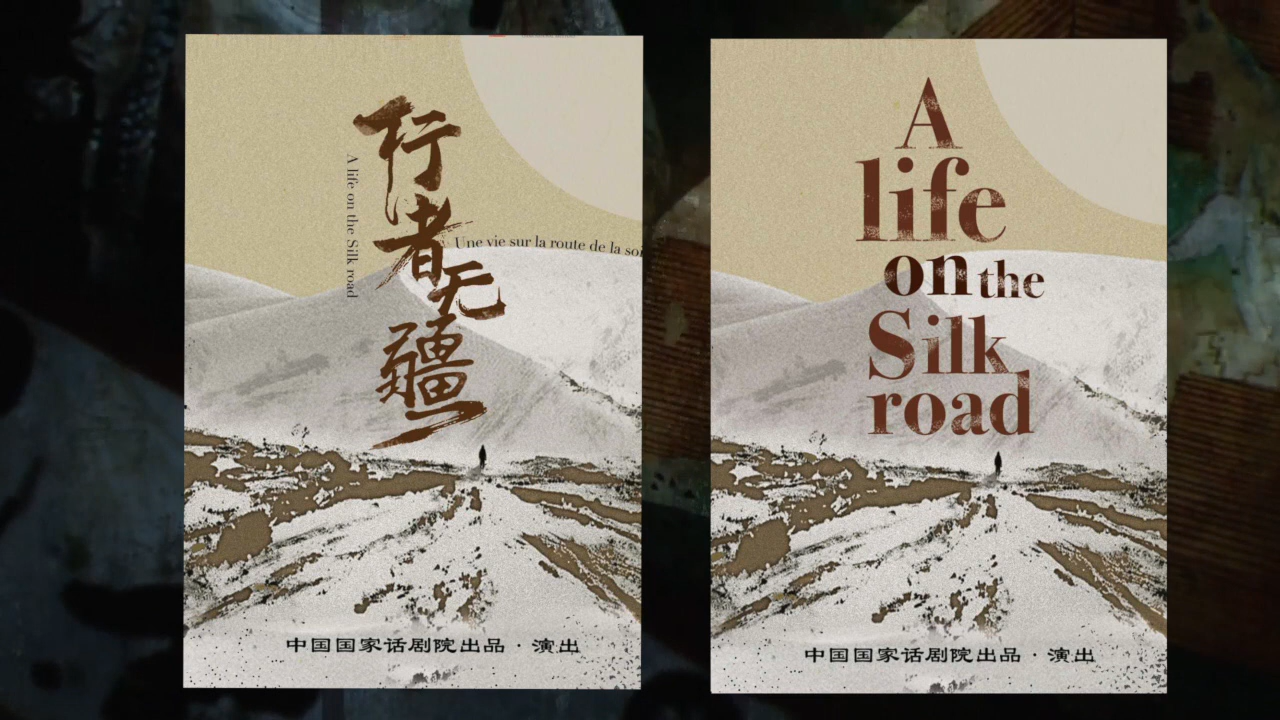 行者无疆
A life on the Silk road
Une vie sur la route de la soi
中国国家话剧院出品 · 演出
A
life
on the
Silk
road
中国国家话剧院出品 · 演出